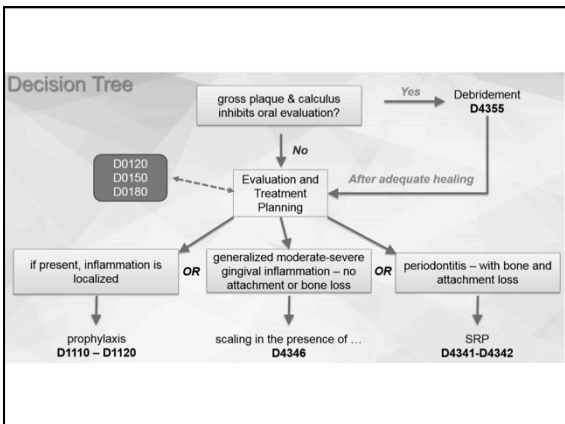 Decision Tree
gross plaque & calculus
inhibits oral evaluation?
Yes
Debridement
D4355
No
D0120
D0150
D0180
Evaluation and
Treatment
Planning
After adequate healing
if present, inflammation is
localized
OR
generalized moderate-severe
gingival inflammation – no
attachment or bone loss
OR
periodontitis – with bone and
attachment loss
prophylaxis
D1110 – D1120
scaling in the presence of …
D4346
SRP
D4341-D4342